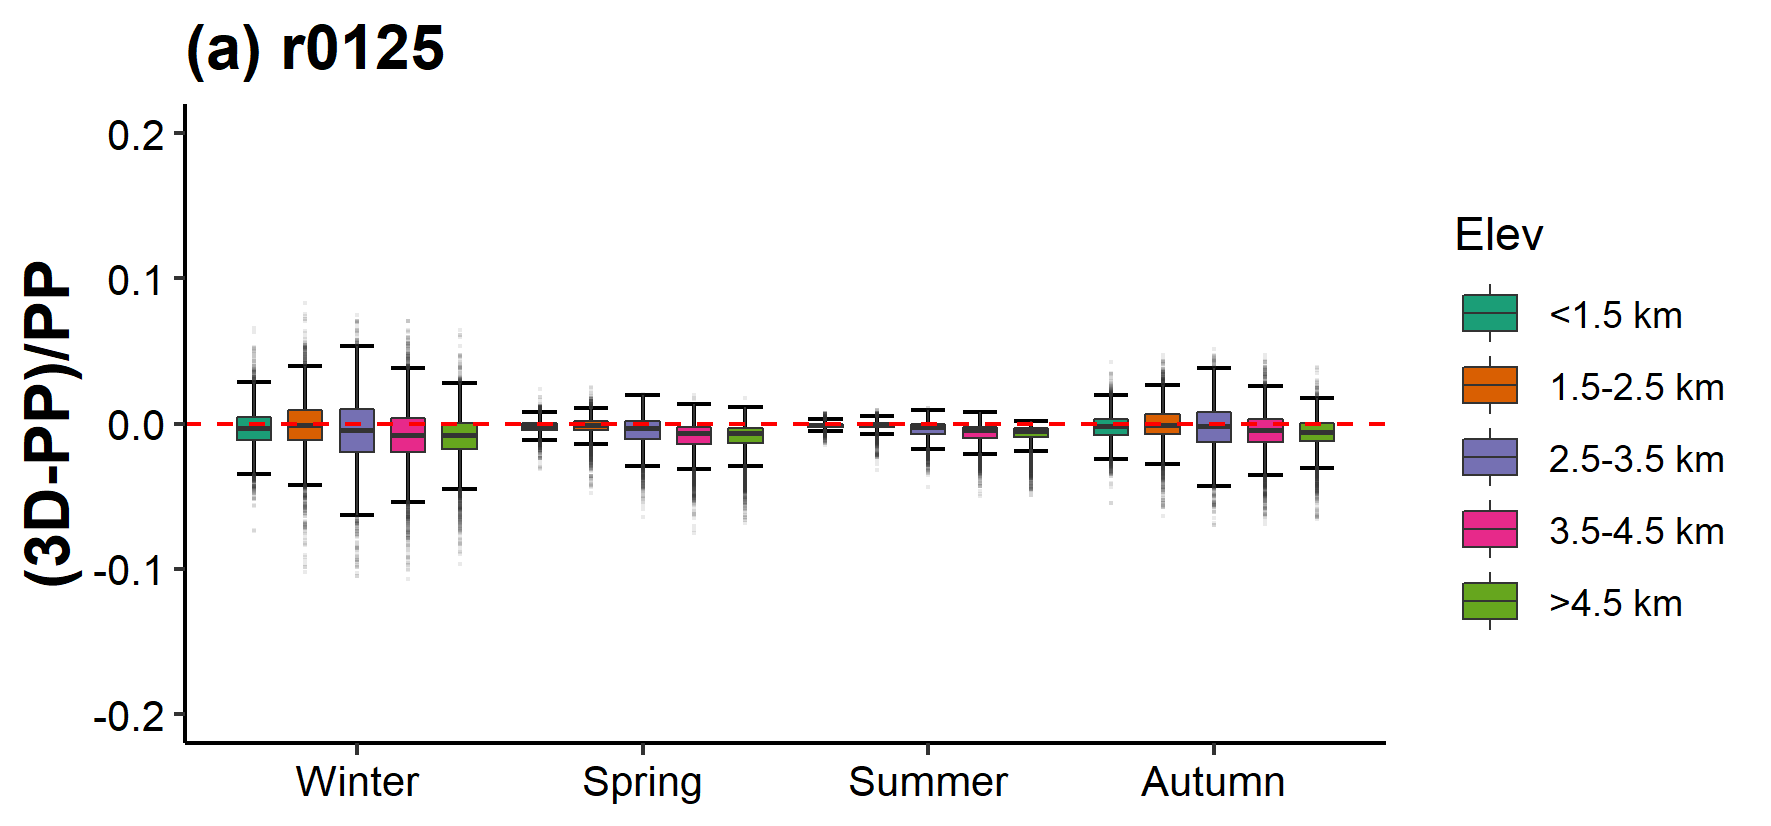 (a) r0125
(3D-PP)/PP
0.2
0.1
0.0
-0.1
-0.2
Winter Spring Summer Autumn
Elev
<1.5 km
1.5-2.5 km
2.5-3.5 km
3.5-4.5 km
>4.5 km